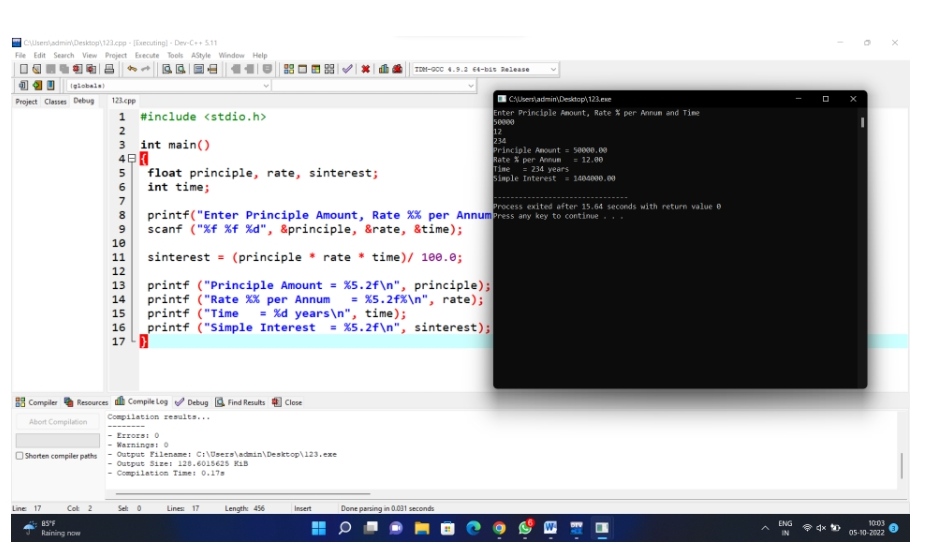 C:\Users\admin\Desktop\123.cpp - [Executing] - Dev-C++ 5.11
File Edit Search View Project Execute Tools AStyle Window Help
TDM-GCC 4.9.2 64-bit Release
(globals)
Project Classes Debug 123.cpp
1 #include <stdio.h>
2
3 int main()
4 {
5 float principle, rate, sinterest;
6 int time;
7
8 printf("Enter Principle Amount, Rate %% per Annum
9 scanf ("%f %f %d", &principle, &rate, &time);
10
11 sinterest = (principle * rate * time)/ 100.0;
12
13 printf ("Principle Amount = %5.2f\n", principle);
14 printf ("Rate %% per Annum   = %5.2f%\n", rate);
15 printf ("Time   = %d years\n", time);
16 printf ("Simple Interest  = %5.2f\n", sinterest);
17 }
C:\Users\admin\Desktop\123.exe
Enter Principle Amount, Rate % per Annum and Time
50000
12
234
Principle Amount = 50000.00
Rate % per Annum   = 12.00
Time   = 234 years
Simple Interest  = 1404000.00
--------------------------------
Process exited after 15.64 seconds with return value 0
Press any key to continue . . .
Compiler Resources Compile Log Debug Find Results Close
Abort Compilation
Shorten compiler paths
Compilation results...
--------
- Errors: 0
- Warnings: 0
- Output Filename: C:\Users\admin\Desktop\123.exe
- Output Size: 128.6015625 KiB
- Compilation Time: 0.17s
Line: 17 Col: 2 Sel: 0 Lines: 17 Length: 456 Insert Done parsing in 0.031 seconds
85°F
Raining now
ENG
IN
10:03
05-10-2022
3